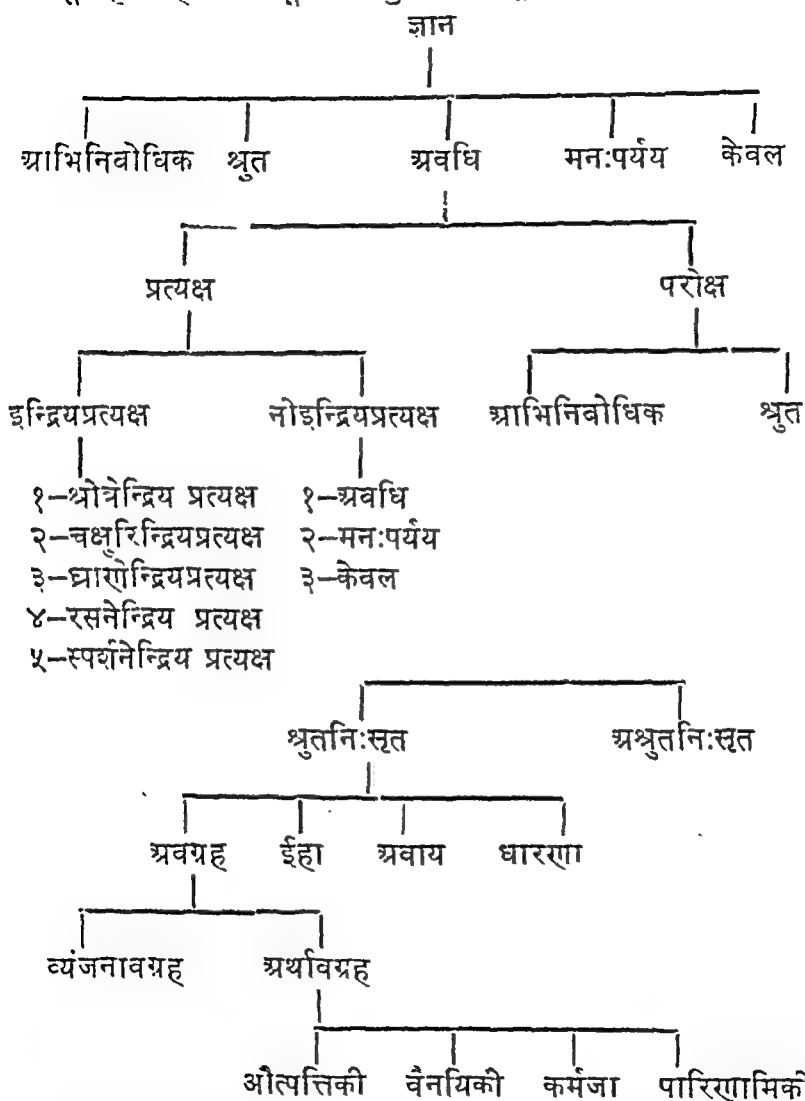 ज्ञान
आभिनिवोधिक श्रुत अवधि मनःपर्यय केवल
प्रत्यक्ष परोक्ष
इन्द्रियप्रत्यक्ष नोइन्द्रियप्रत्यक्ष आभिनिवोधिक श्रुत
१–श्रोत्रेन्द्रिय प्रत्यक्ष १–अवधि
२–चक्षुरिन्द्रियप्रत्यक्ष २–मनःपर्यय
३–घ्राणेन्द्रियप्रत्यक्ष ३–केवल
४–रसनेन्द्रिय प्रत्यक्ष
५–स्पर्शनेन्द्रिय प्रत्यक्ष
श्रुतनिःसृत अश्रुतनिःसृत
अवग्रह ईहा अवाय धारणा
व्यंजनावग्रह अर्थावग्रह
औत्पत्तिकी वैनयिकी कर्मजा पारिणामिकी